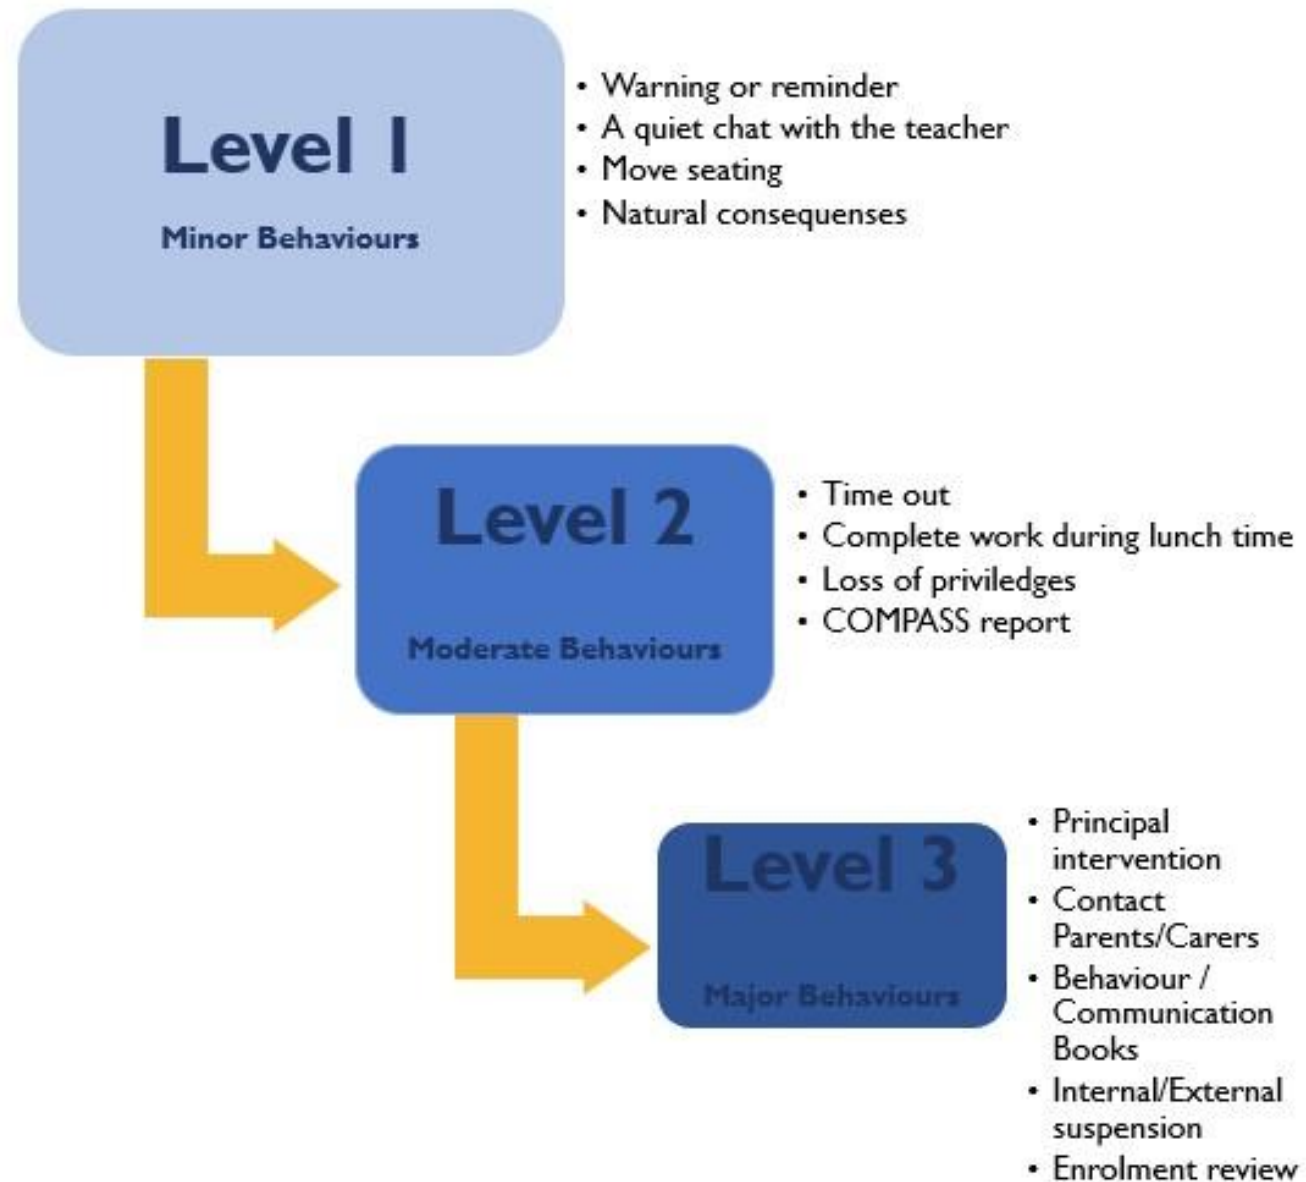 Level 1
Minor Behaviours
• Warning or reminder
• A quiet chat with the teacher
• Move seating
• Natural consequenses
Level 2
Moderate Behaviours
• Time out
• Complete work during lunch time
• Loss of priviledges
• COMPASS report
Level 3
Major Behaviours
• Principal
intervention
• Contact
Parents/Carers
• Behaviour /
Communication
Books
• Internal/External
suspension
• Enrolment review